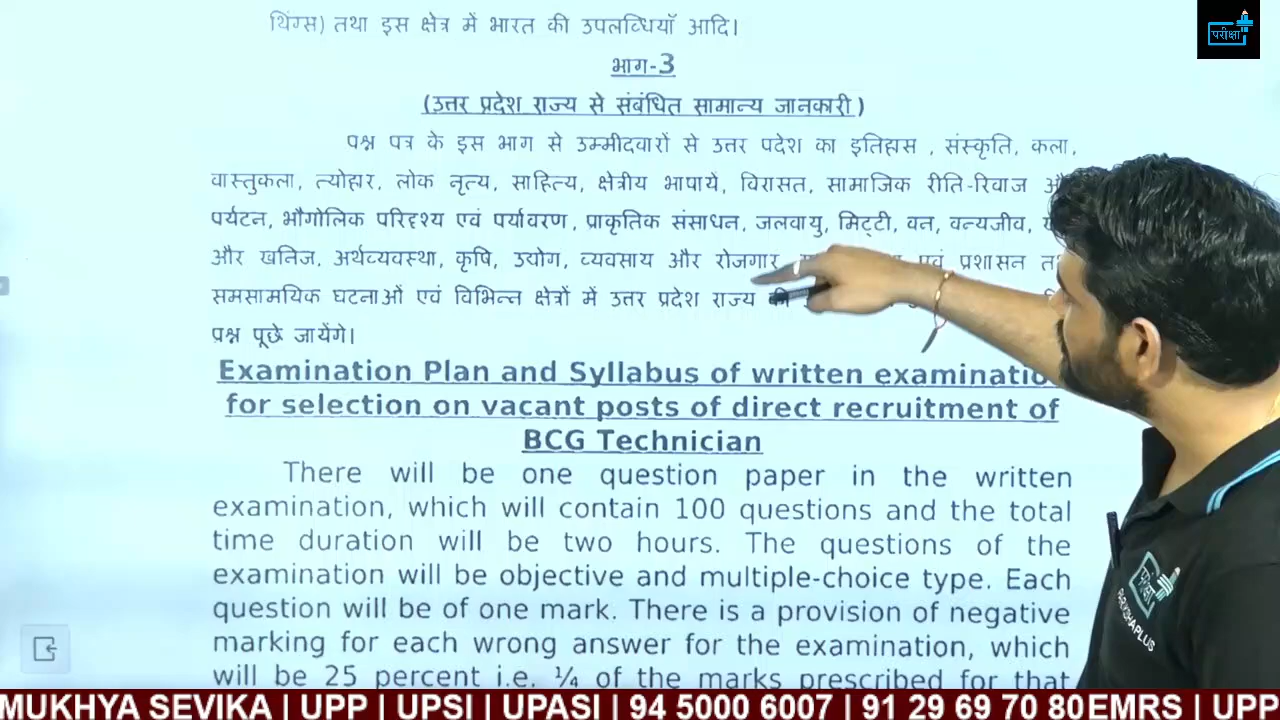 थिंग्स) तथा इस क्षेत्र में भारत की उपलब्धियाँ आदि।
परीक्षा
भाग-3
(उत्तर प्रदेश राज्य से संबंधित सामान्य जानकारी )
पश्न पत्र के इस भाग से उम्मीदवारों से उत्तर पदेश का इतिहास , संस्कृति, कला,
वास्तुकला, त्योहार, लोक नृत्य, साहित्य, क्षेत्रीय भाषायें, विरासत, सामाजिक रीति-रिवाज
पर्यटन, भौगोलिक परिदृश्य एवं पर्यावरण, प्राकृतिक संसाधन, जलवायु, मिट्टी, वन, वन्यजीव,
और खनिज, अर्थव्यवस्था, कृषि, उद्योग, व्यवसाय और रोजगार, एवं प्रशासन
समसामयिक घटनाओं एवं विभिन्न क्षेत्रों में उत्तर प्रदेश राज्य की
प्रश्न पूछे जायेंगे।
Examination Plan and Syllabus of written
for selection on vacant posts of direct recruitment of
BCG Technician
There will be one question paper in the written
examination, which will contain 100 questions and the total
time duration will be two hours. The questions of the
examination will be objective and multiple-choice type. Each
question will be of one mark. There is a provision of negative
marking for each wrong answer for the examination, which
will be 25 percent i.e. ¼ of the marks prescribed for that
MUKHYA SEVIKA | UPP | UPSI | UPASI | 94 5000 6007 | 91 29 69 70 80 EMRS | UPP